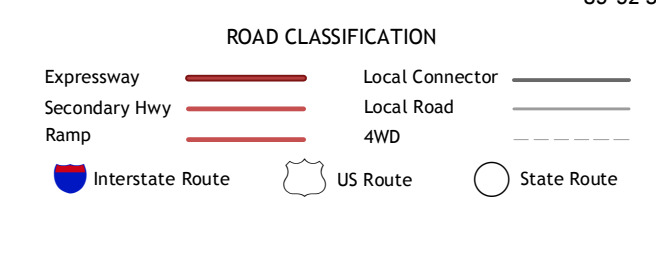 ROAD CLASSIFICATION
Expressway
Local Connector
Secondary Hwy
Local Road
Ramp
4WD
Interstate Route
US Route
State Route